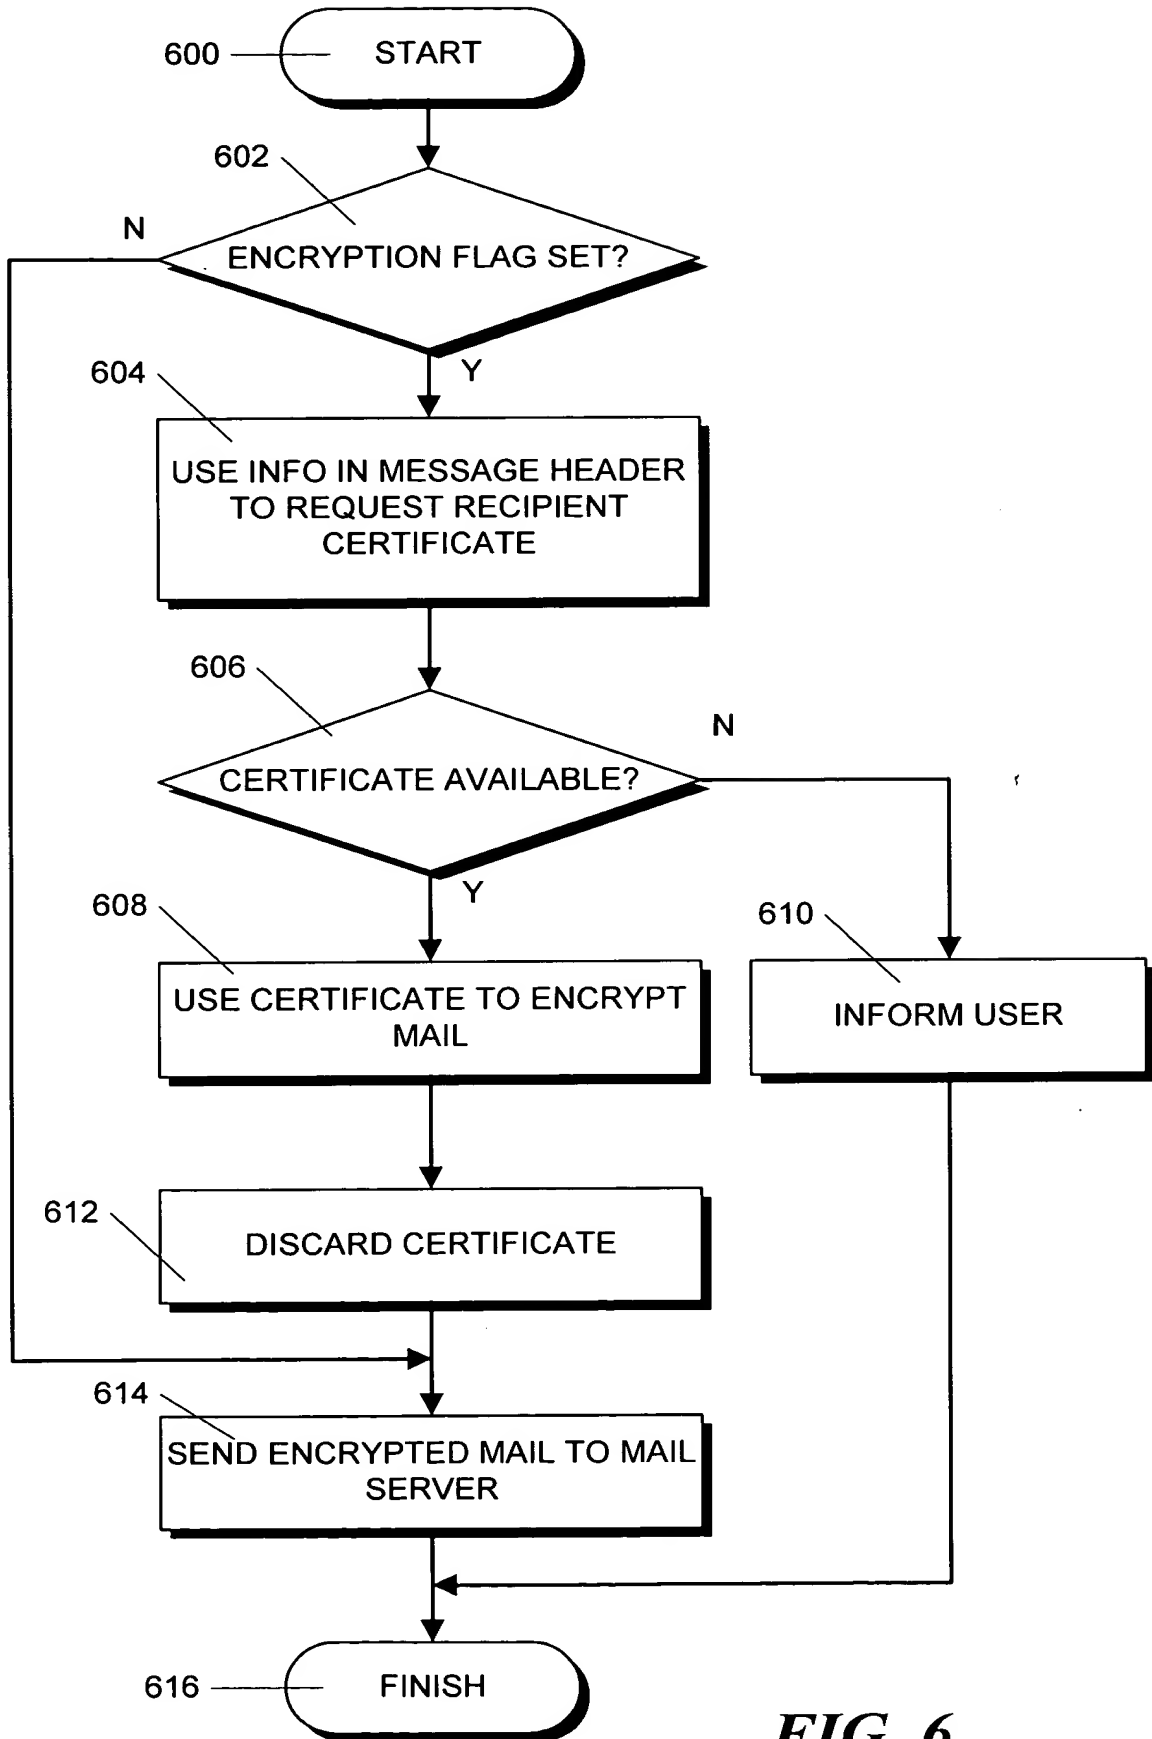 600
START
602
N
ENCRYPTION FLAG SET?
Y
604
USE INFO IN MESSAGE HEADER
TO REQUEST RECIPIENT
CERTIFICATE
606
N
CERTIFICATE AVAILABLE?
Y
608
610
USE CERTIFICATE TO ENCRYPT
MAIL
INFORM USER
612
DISCARD CERTIFICATE
614
SEND ENCRYPTED MAIL TO MAIL
SERVER
616
FINISH
FIG. 6